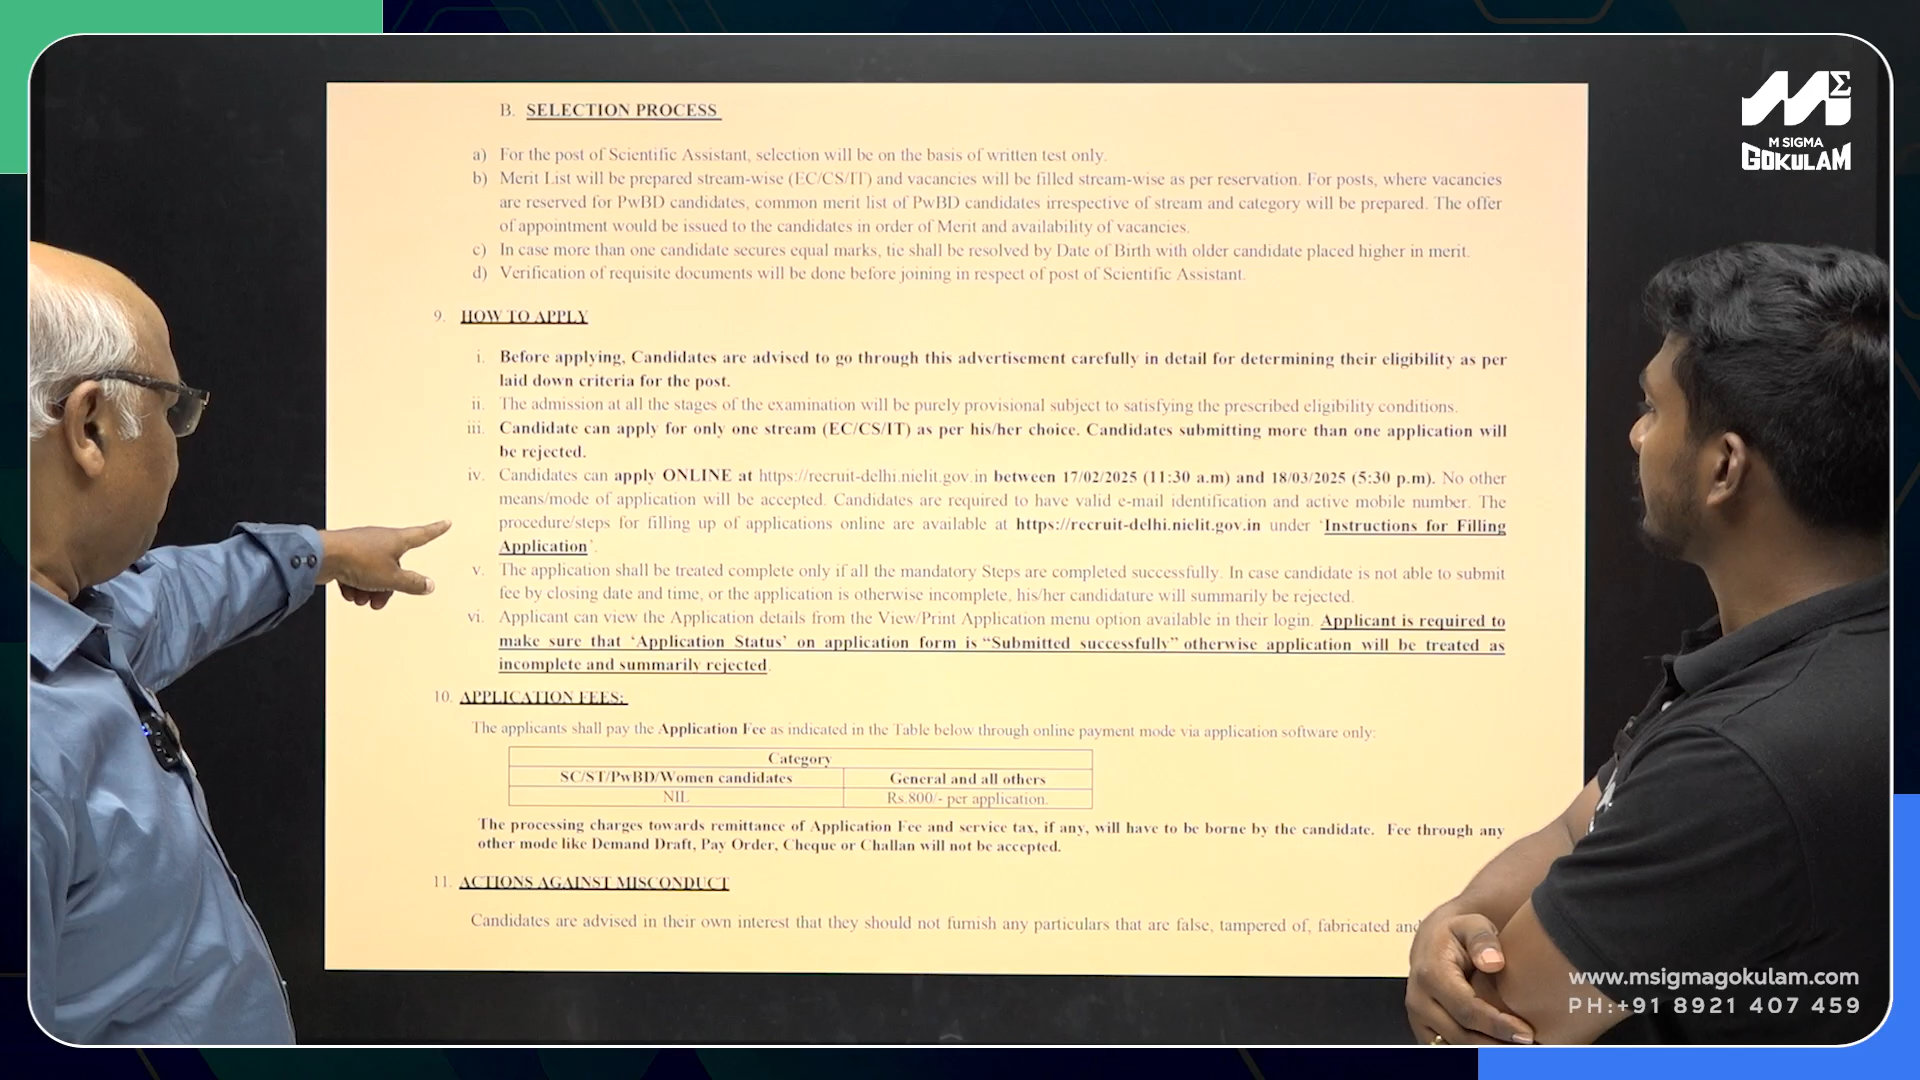 B. SELECTION PROCESS
a) For the post of Scientific Assistant, selection will be on the basis of written test only.
b) Merit List will be prepared stream-wise (EC/CS/IT) and vacancies will be filled stream-wise as per reservation. For posts, where vacancies
are reserved for PwBD candidates, common merit list of PwBD candidates irrespective of stream and category will be prepared. The offer
of appointment would be issued to the candidates in order of Merit and availability of vacancies.
c) In case more than one candidate secures equal marks, tie shall be resolved by Date of Birth with older candidate placed higher in merit.
d) Verification of requisite documents will be done before joining in respect of post of Scientific Assistant.
9. HOW TO APPLY
i. Before applying, Candidates are advised to go through this advertisement carefully in detail for determining their eligibility as per
laid down criteria for the post.
ii. The admission at all the stages of the examination will be purely provisional subject to satisfying the prescribed eligibility conditions.
iii. Candidate can apply for only one stream (EC/CS/IT) as per his/her choice. Candidates submitting more than one application will
be rejected.
iv. Candidates can apply ONLINE at https://recruit-delhi.nielit.gov.in between 17/02/2025 (11:30 a.m) and 18/03/2025 (5:30 p.m). No other
means/mode of application will be accepted. Candidates are required to have valid e-mail identification and active mobile number. The
procedure/steps for filling up of applications online are available at https://recruit-delhi.nielit.gov.in under ‘Instructions for Filling
Application’.
v. The application shall be treated complete only if all the mandatory Steps are completed successfully. In case candidate is not able to submit
fee by closing date and time, or the application is otherwise incomplete, his/her candidature will summarily be rejected.
vi. Applicant can view the Application details from the View/Print Application menu option available in their login. Applicant is required to
make sure that ‘Application Status’ on application form is “Submitted successfully” otherwise application will be treated as
incomplete and summarily rejected.
10. APPLICATION FEES:
The applicants shall pay the Application Fee as indicated in the Table below through online payment mode via application software only:
Category
SC/ST/PwBD/Women candidates General and all others
NIL Rs.800/- per application.
The processing charges towards remittance of Application Fee and service tax, if any, will have to be borne by the candidate. Fee through any
other mode like Demand Draft, Pay Order, Cheque or Challan will not be accepted.
11. ACTIONS AGAINST MISCONDUCT
Candidates are advised in their own interest that they should not furnish any particulars that are false, tampered of, fabricated and
M SIGMA
GOKULAM
www.msigmagokulam.com
PH:+91 8921 407 459